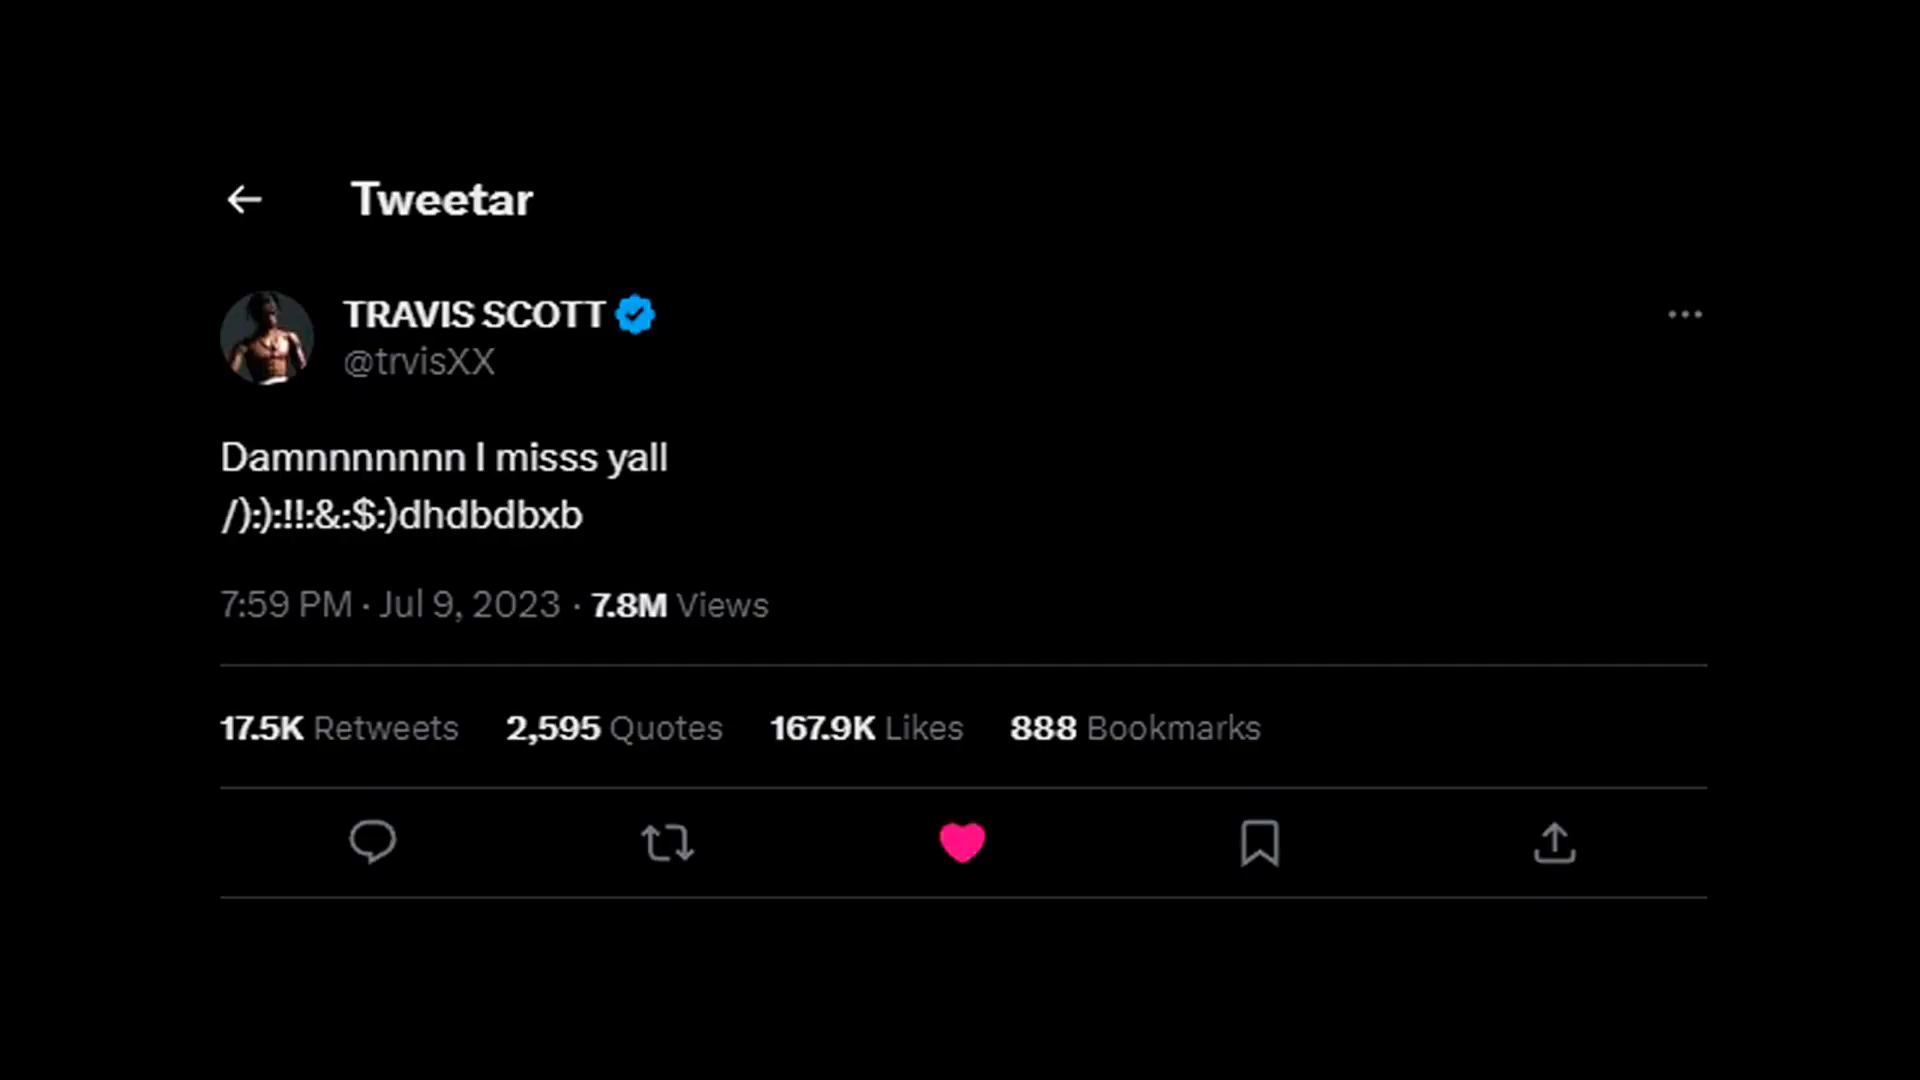 Tweetar
TRAVIS SCOTT
@trvisXX
Damnnnnnnn I misss yall
/):):!!:&:$:)dhdbdbxb
7:59 PM · Jul 9, 2023 · 7.8M Views
17.5K Retweets 2,595 Quotes 167.9K Likes 888 Bookmarks